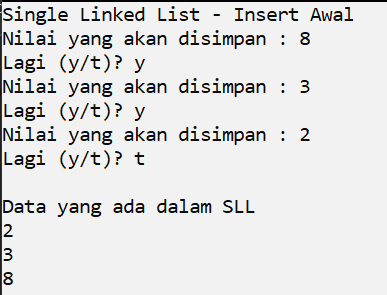 Single Linked List - Insert Awal
Nilai yang akan disimpan : 8
Lagi (y/t)? y
Nilai yang akan disimpan : 3
Lagi (y/t)? y
Nilai yang akan disimpan : 2
Lagi (y/t)? t
Data yang ada dalam SLL
2
3
8